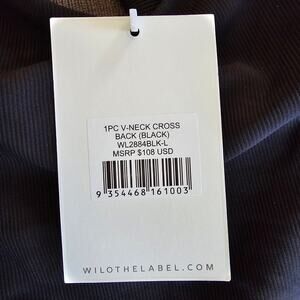 1PC V-NECK CROSS
BACK (BLACK)
WL2884BLK-L
MSRP $108 USD
9 354468 161003
WILOTHELABEL.COM